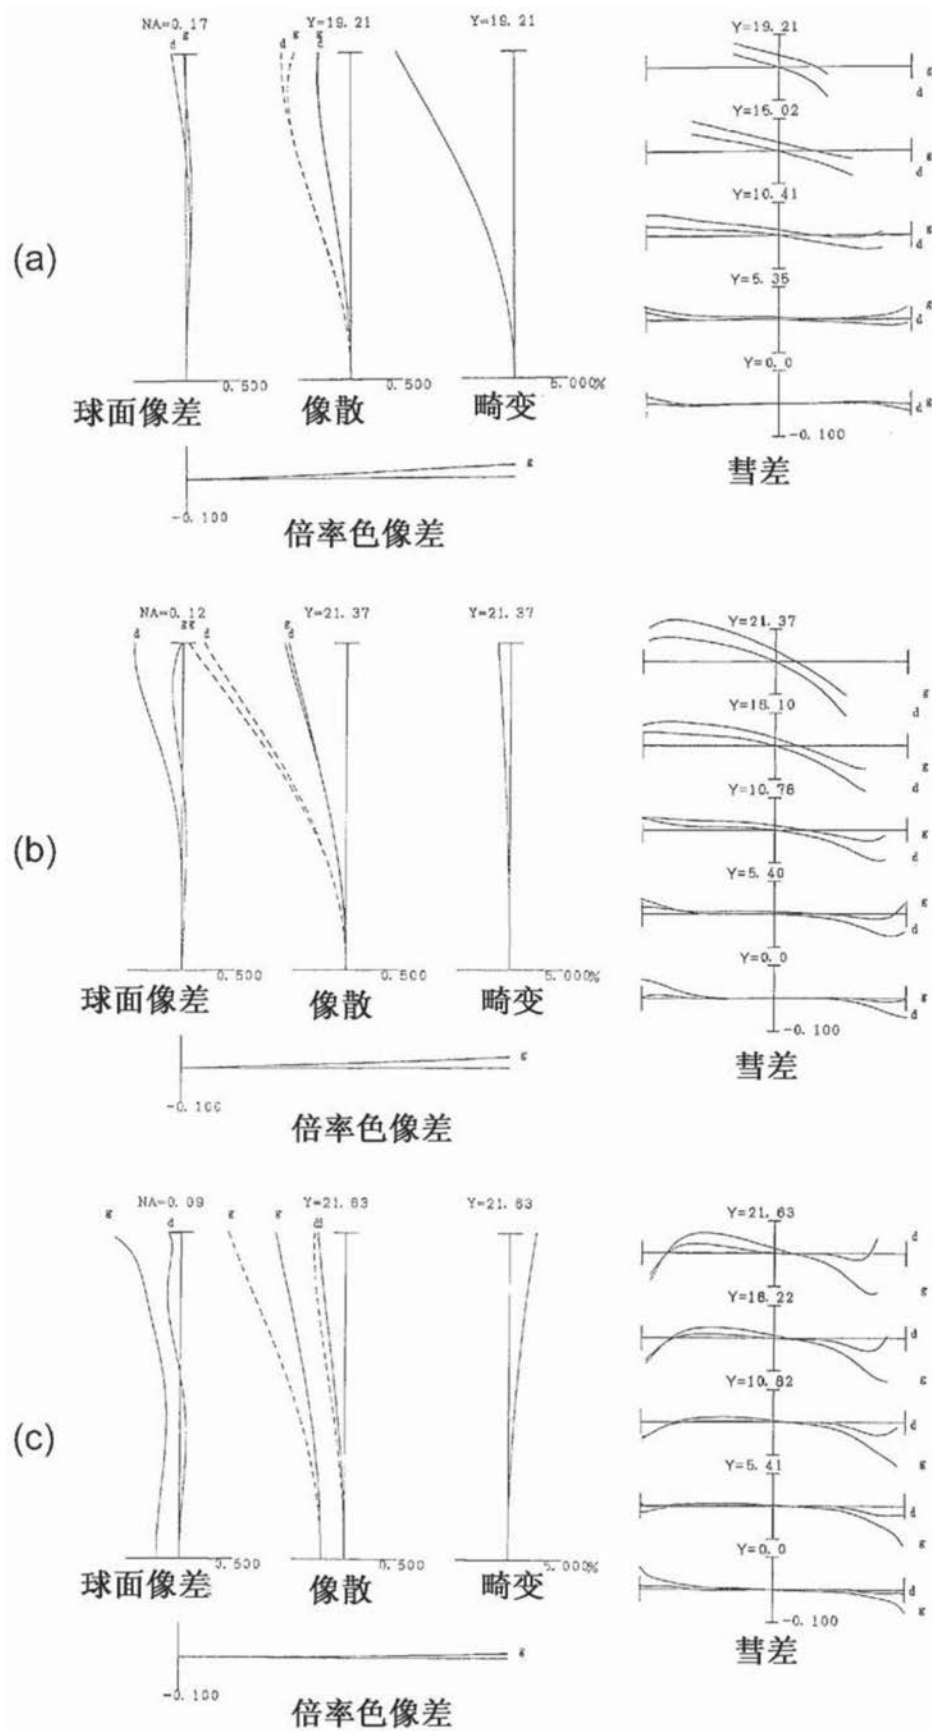 (a)
NA=0.17
d g
Y=19.21
d g g d
Y=19.21
0.500
0.500
5.000%
球面像差
像散
畸变
g
-0.100
倍率色像差
Y=19.21
g
d
Y=15.02
g
d
Y=10.41
g
d
Y=5.35
g
d
Y=0.0
g
d
-0.100
彗差
(b)
NA=0.12
d g
Y=21.37
g d g d
Y=21.37
0.500
0.500
5.000%
球面像差
像散
畸变
g
-0.100
倍率色像差
Y=21.37
g
d
Y=16.10
g
d
Y=10.76
g
d
Y=5.40
g
d
Y=0.0
g
d
-0.100
彗差
(c)
NA=0.09
g d
Y=21.63
g g d d
Y=21.63
0.500
0.500
5.000%
球面像差
像散
畸变
g
-0.100
倍率色像差
Y=21.63
d
g
Y=16.22
d
g
Y=10.82
d
g
Y=5.41
d
g
Y=0.0
d
g
-0.100
彗差